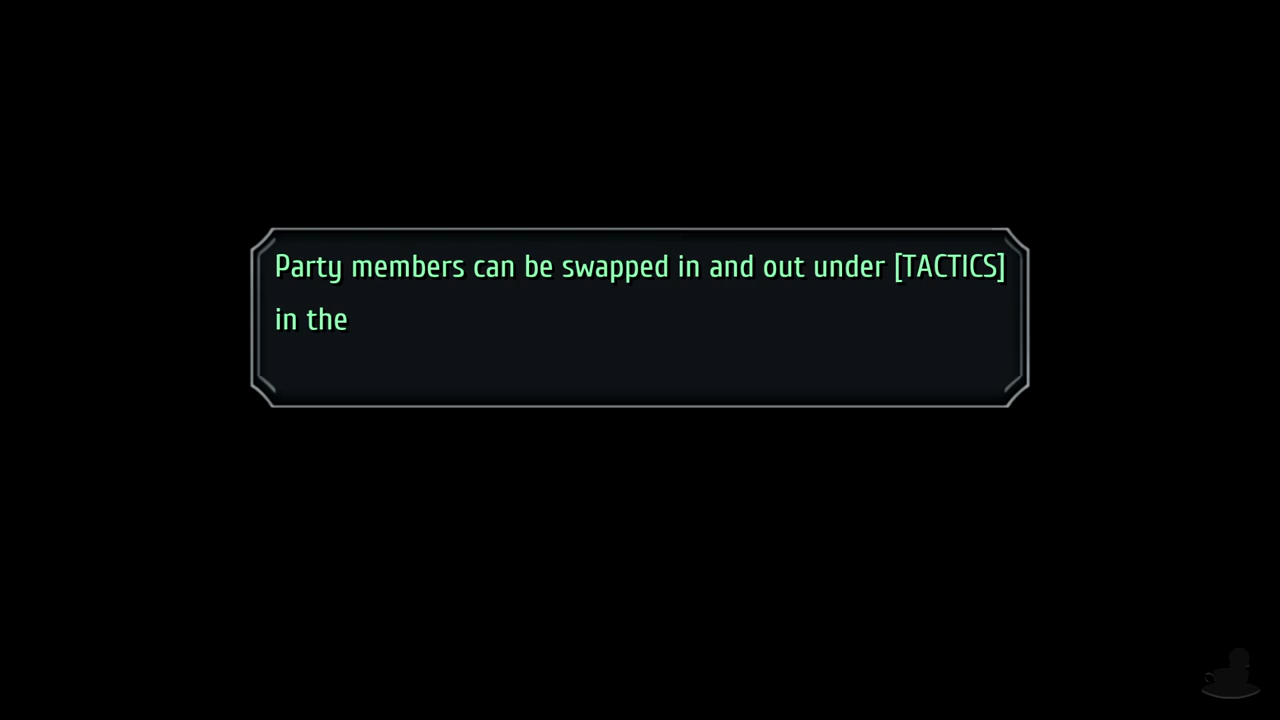 Party members can be swapped in and out under [TACTICS]
in the